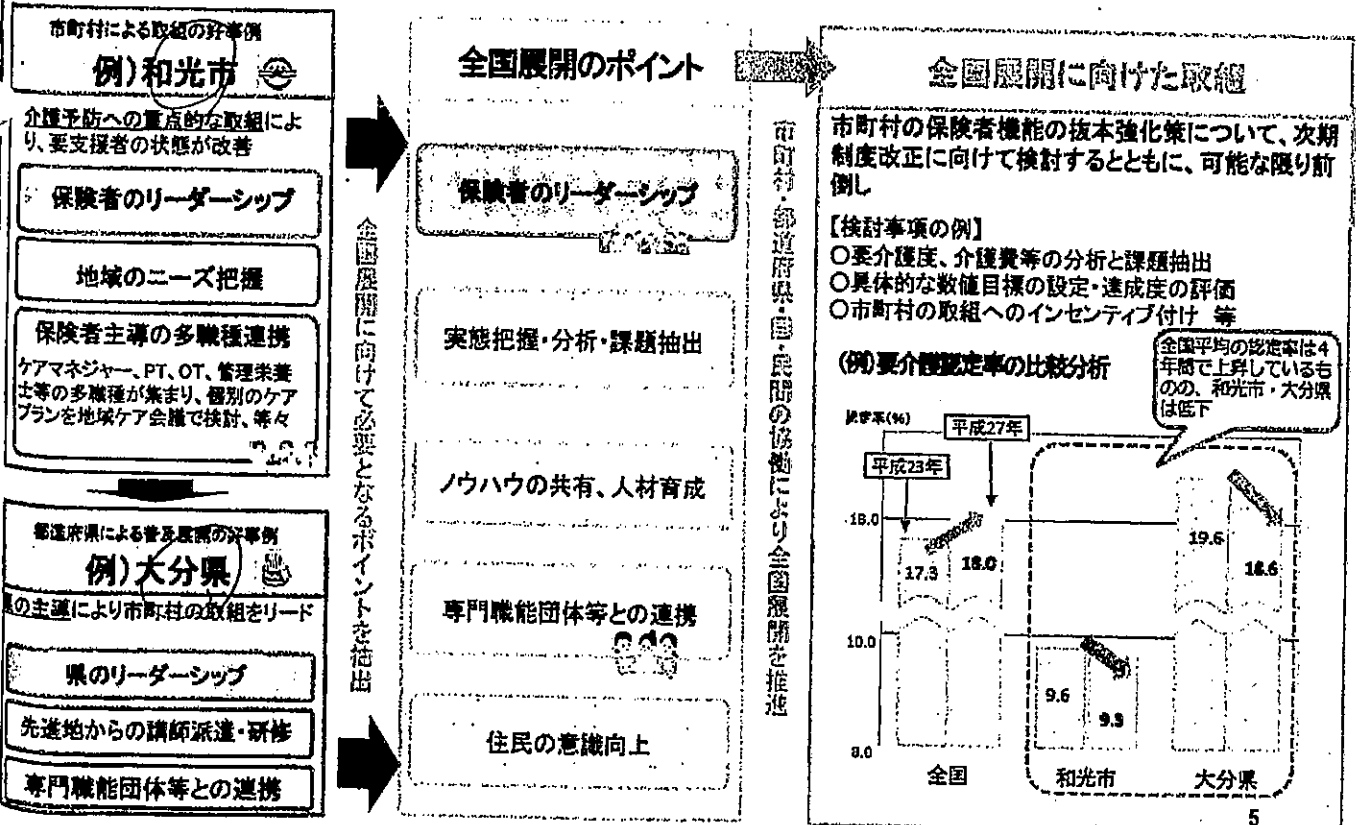 市町村による取組の好事例
例)和光市
介護予防への重点的な取組によ
り、要支援者の状態が改善
保険者のリーダーシップ
地域のニーズ把握
保険者主導の多職種連携
ケアマネジャー、PT、OT、管理栄養
士等の多職種が集まり、個別のケア
プランを地域ケア会議で検討、等々
都道府県による普及展開の好事例
例)大分県
の主導により市町村の取組をリード
県のリーダーシップ
先進地からの講師派遣・研修
専門職能団体等との連携
全国展開に向けて必要となるポイントを抽出
全国展開のポイント
保険者のリーダーシップ
実態把握・分析・課題抽出
ノウハウの共有、人材育成
専門職能団体等との連携
住民の意識向上
市町村・都道府県・国・民間の協働により全国展開を推進
全国展開に向けた取組
市町村の保険者機能の抜本強化策について、次期
制度改正に向けて検討するとともに、可能な限り前
倒し
【検討事項の例】
○要介護度、介護費等の分析と課題抽出
○具体的な数値目標の設定・達成度の評価
○市町村の取組へのインセンティブ付け 等
(例)要介護認定率の比較分析
全国平均の認定率は4
年間で上昇しているも
のの、和光市・大分県
は低下
認定率(%)
平成27年
平成23年
18.0
17.3
18.0
19.6
18.6
10.0
9.6
9.3
8.0
全国
和光市
大分県
5